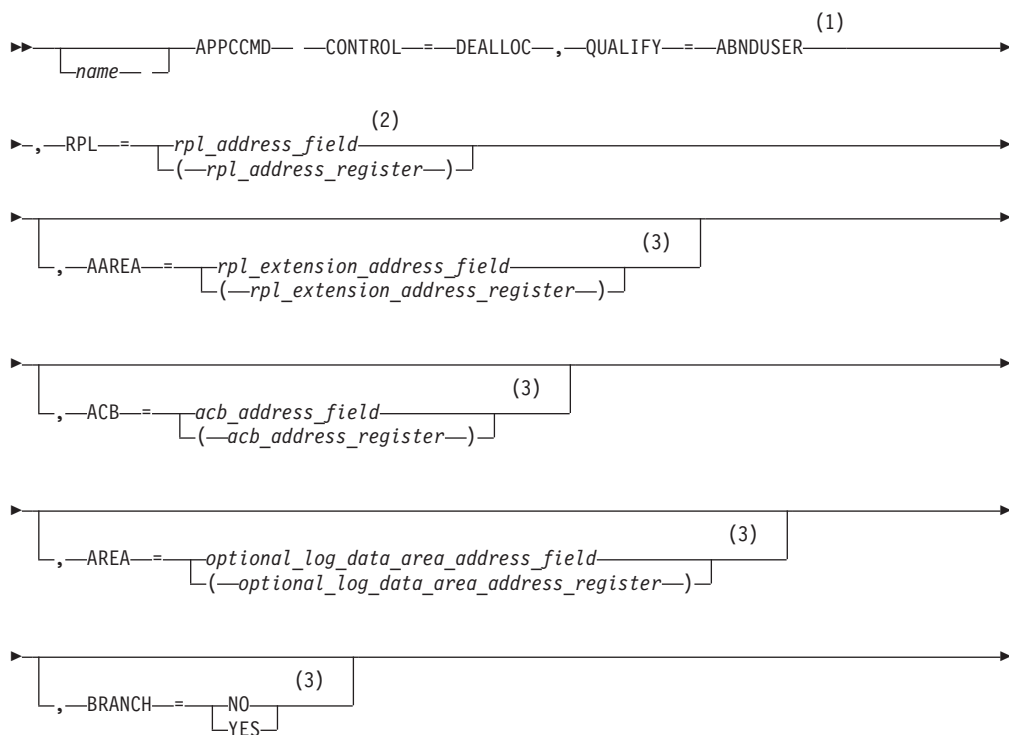 (1)
APPCCMD CONTROL = DEALLOC , QUALIFY = ABNDUSER
name
(2)
, RPL = rpl_address_field
( rpl_address_register )
(3)
, AAREA = rpl_extension_address_field
( rpl_extension_address_register )
(3)
, ACB = acb_address_field
( acb_address_register )
(3)
, AREA = optional_log_data_area_address_field
( optional_log_data_area_address_register )
(3)
, BRANCH = NO
YES